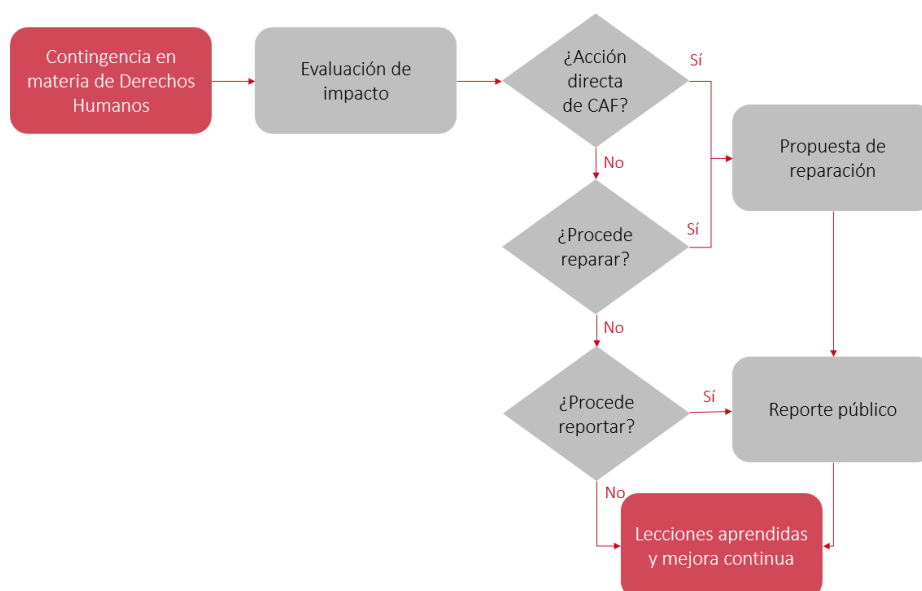 Contingencia en
materia de Derechos
Humanos
Evaluación de
impacto
¿Acción
directa
de CAF?
Sí
No
Propuesta de
reparación
¿Procede
reparar?
Sí
No
¿Procede
reportar?
Sí
No
Reporte público
Lecciones aprendidas
y mejora continua